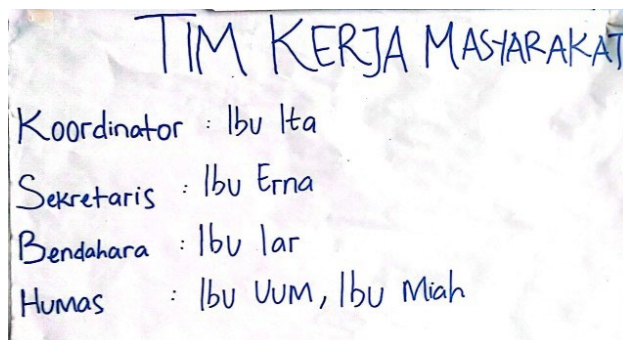 TIM KERJA MASYARAKAT
Koordinator : Ibu Ita
Sekretaris : Ibu Erna
Bendahara : Ibu Iar
Humas : Ibu UUM, Ibu Miah